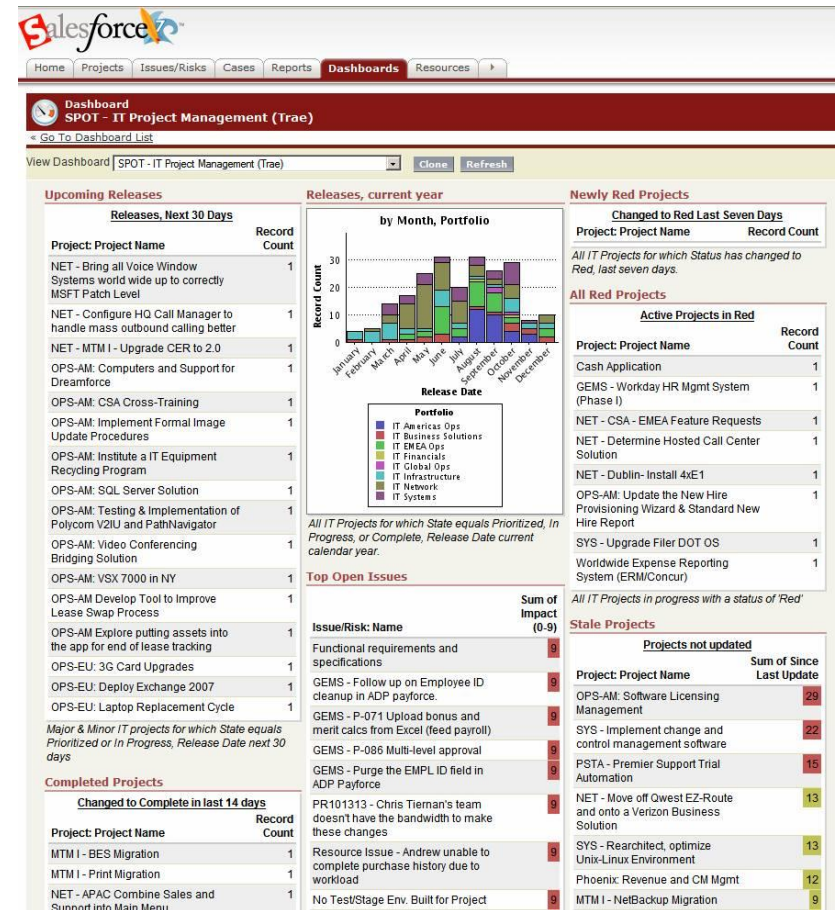 Salesforce
Home Projects Issues/Risks Cases Reports Dashboards Resources
Dashboard
SPOT - IT Project Management (Trae)
« Go To Dashboard List
View Dashboard SPOT - IT Project Management (Trae) Clone Refresh
Upcoming Releases
Releases, Next 30 Days
Record
Project: Project Name Count
NET - Bring all Voice Window 1
Systems world wide up to correctly
MSFT Patch Level
NET - Configure HQ Call Manager to 1
handle mass outbound calling better
NET - MTM I - Upgrade CER to 2.0 1
OPS-AM: Computers and Support for 1
Dreamforce
OPS-AM: CSA Cross-Training 1
OPS-AM: Implement Formal Image 1
Update Procedures
OPS-AM: Institute a IT Equipment 1
Recycling Program
OPS-AM: SQL Server Solution 1
OPS-AM: Testing & Implementation of 1
Polycom V2IU and PathNavigator
OPS-AM: Video Conferencing 1
Bridging Solution
OPS-AM: VSX 7000 in NY 1
OPS-AM Develop Tool to Improve 1
Lease Swap Process
OPS-AM Explore putting assets into 1
the app for end of lease tracking
OPS-EU: 3G Card Upgrades 1
OPS-EU: Deploy Exchange 2007 1
OPS-EU: Laptop Replacement Cycle 1
Major & Minor IT projects for which State equals
Prioritized or In Progress, Release Date next 30
days
Completed Projects
Changed to Complete in last 14 days
Record
Project: Project Name Count
MTM I - BES Migration 1
MTM I - Print Migration 1
NET - APAC Combine Sales and 1
Support into Main Menu
Releases, current year
by Month, Portfolio
Record Count
30
20
10
0
January February March April May June July August September October November December
Release Date
Portfolio
IT Americas Ops
IT Business Solutions
IT EMEA Ops
IT Financials
IT Global Ops
IT Infrastructure
IT Network
IT Systems
All IT Projects for which State equals Prioritized, In
Progress, or Complete, Release Date current
calendar year.
Top Open Issues
Sum of
Impact
Issue/Risk: Name (0-9)
Functional requirements and 9
specifications
GEMS - Follow up on Employee ID 9
cleanup in ADP payforce.
GEMS - P-071 Upload bonus and 9
merit calcs from Excel (feed payroll)
GEMS - P-086 Multi-level approval 9
GEMS - Purge the EMPL ID field in 9
ADP Payforce
PR101313 - Chris Tiernan's team 9
doesn't have the bandwidth to make
these changes
Resource Issue - Andrew unable to 9
complete purchase history due to
workload
No Test/Stage Env. Built for Project 9
Newly Red Projects
Changed to Red Last Seven Days
Project: Project Name Record Count
All IT Projects for which Status has changed to
Red, last seven days.
All Red Projects
Active Projects in Red
Record
Project: Project Name Count
Cash Application 1
GEMS - Workday HR Mgmt System 1
(Phase I)
NET - CSA - EMEA Feature Requests 1
NET - Determine Hosted Call Center 1
Solution
NET - Dublin- Install 4xE1 1
OPS-AM: Update the New Hire 1
Provisioning Wizard & Standard New
Hire Report
SYS - Upgrade Filer DOT OS 1
Worldwide Expense Reporting 1
System (ERM/Concur)
All IT Projects in progress with a status of 'Red'
Stale Projects
Projects not updated
Sum of Since
Project: Project Name Last Update
OPS-AM: Software Licensing 29
Management
SYS - Implement change and 22
control management software
PSTA - Premier Support Trial 15
Automation
NET - Move off Qwest EZ-Route 13
and onto a Verizon Business
Solution
SYS - Rearchitect, optimize 13
Unix-Linux Environment
Phoenix: Revenue and CM Mgmt 12
MTM I - NetBackup Migration 9